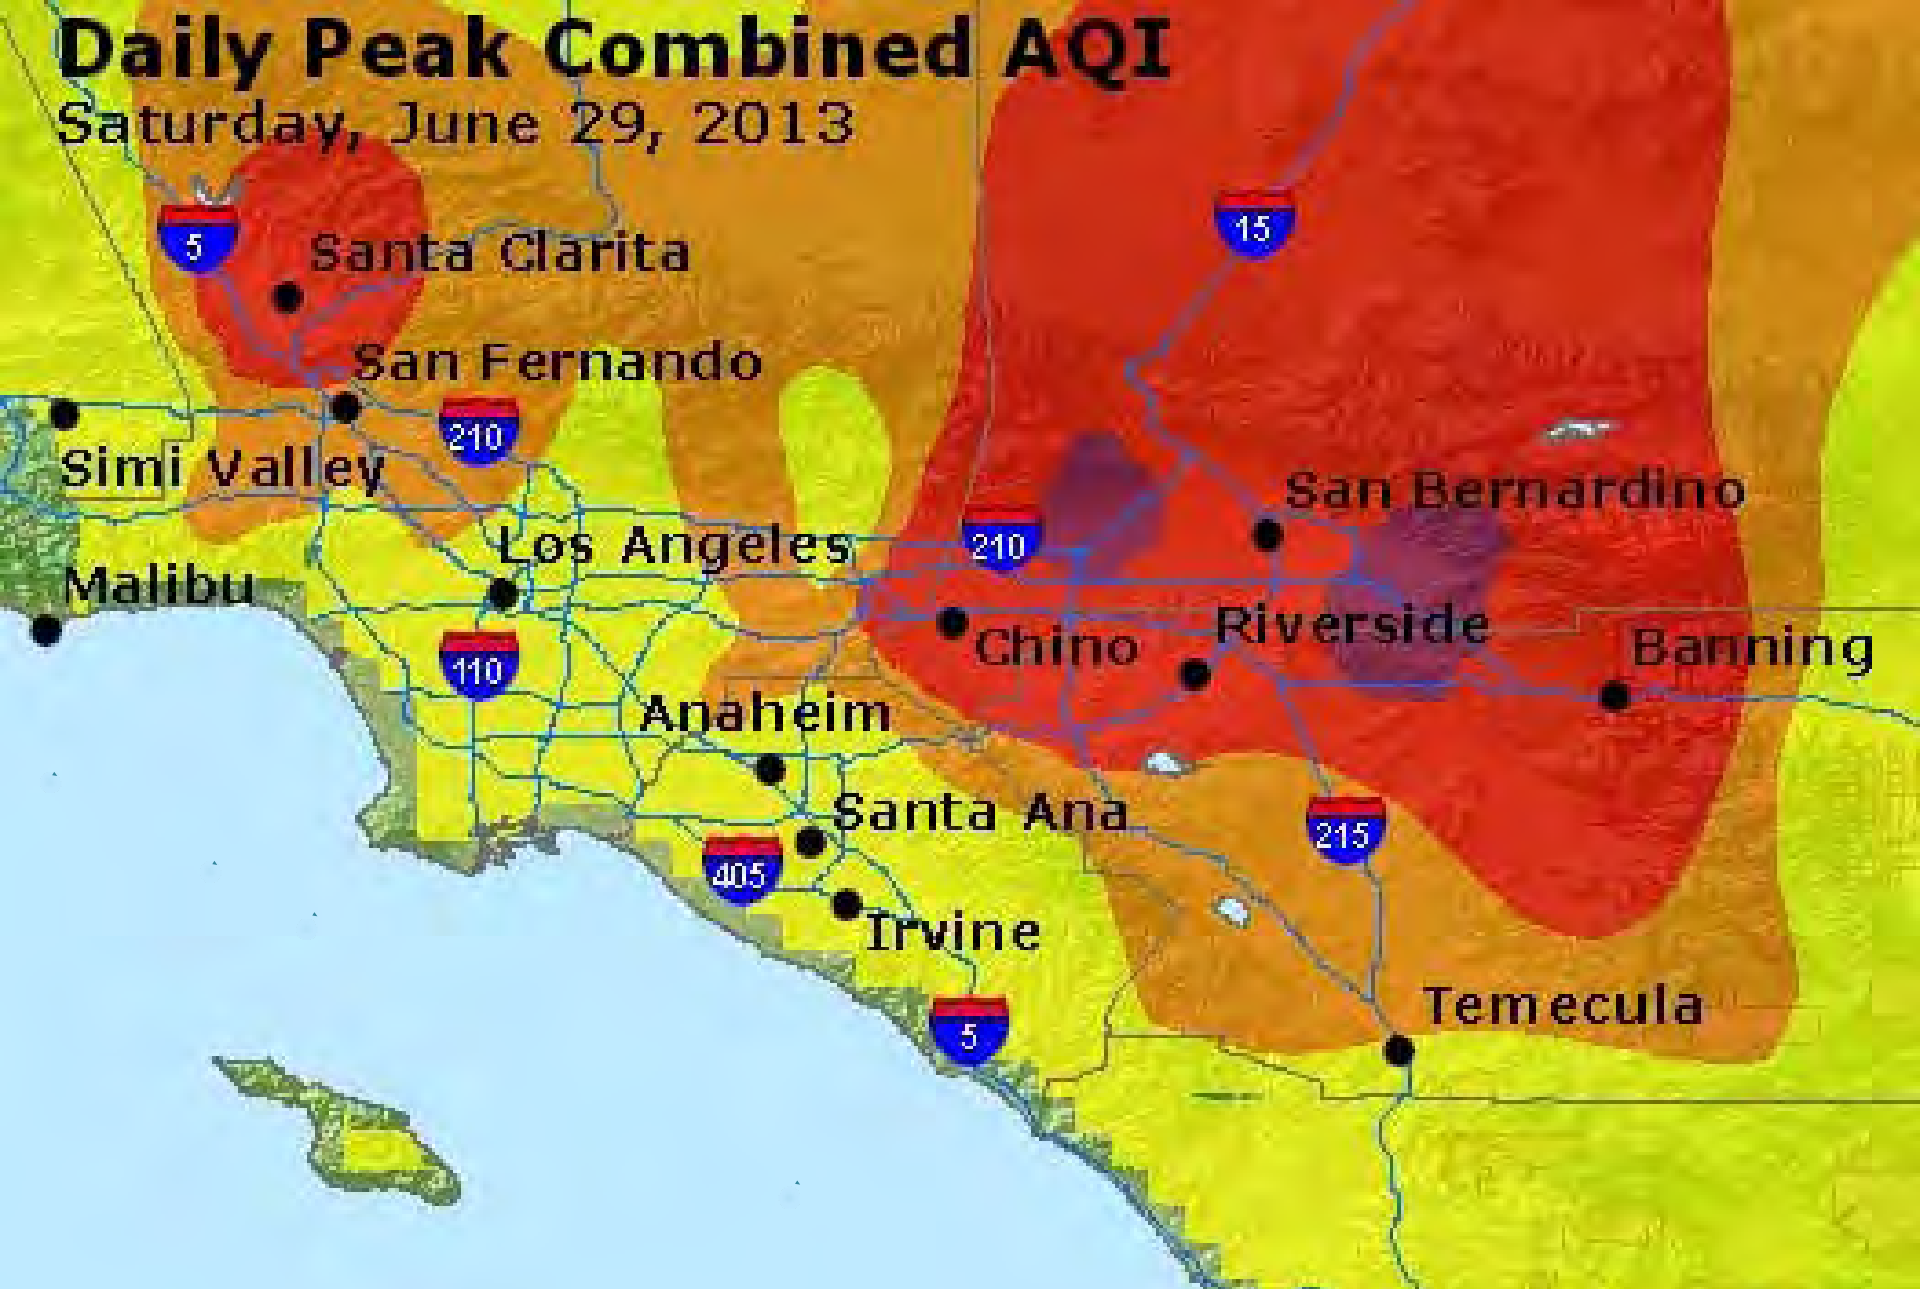 Daily Peak Combined AQI
Saturday, June 29, 2013
15
5
Santa Clarita
San Fernando
210
Simi Valley
San Bernardino
Los Angeles
210
Malibu
Riverside
Chino
Banning
110
Anaheim
Santa Ana
215
405
Irvine
Temecula
5